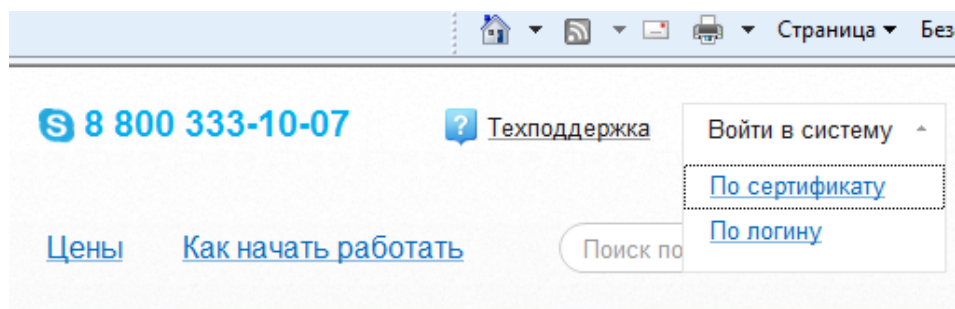 Страница Без
8 800 333-10-07 Техподдержка Войти в систему
По сертификату
Цены Как начать работать Поиск по По логину